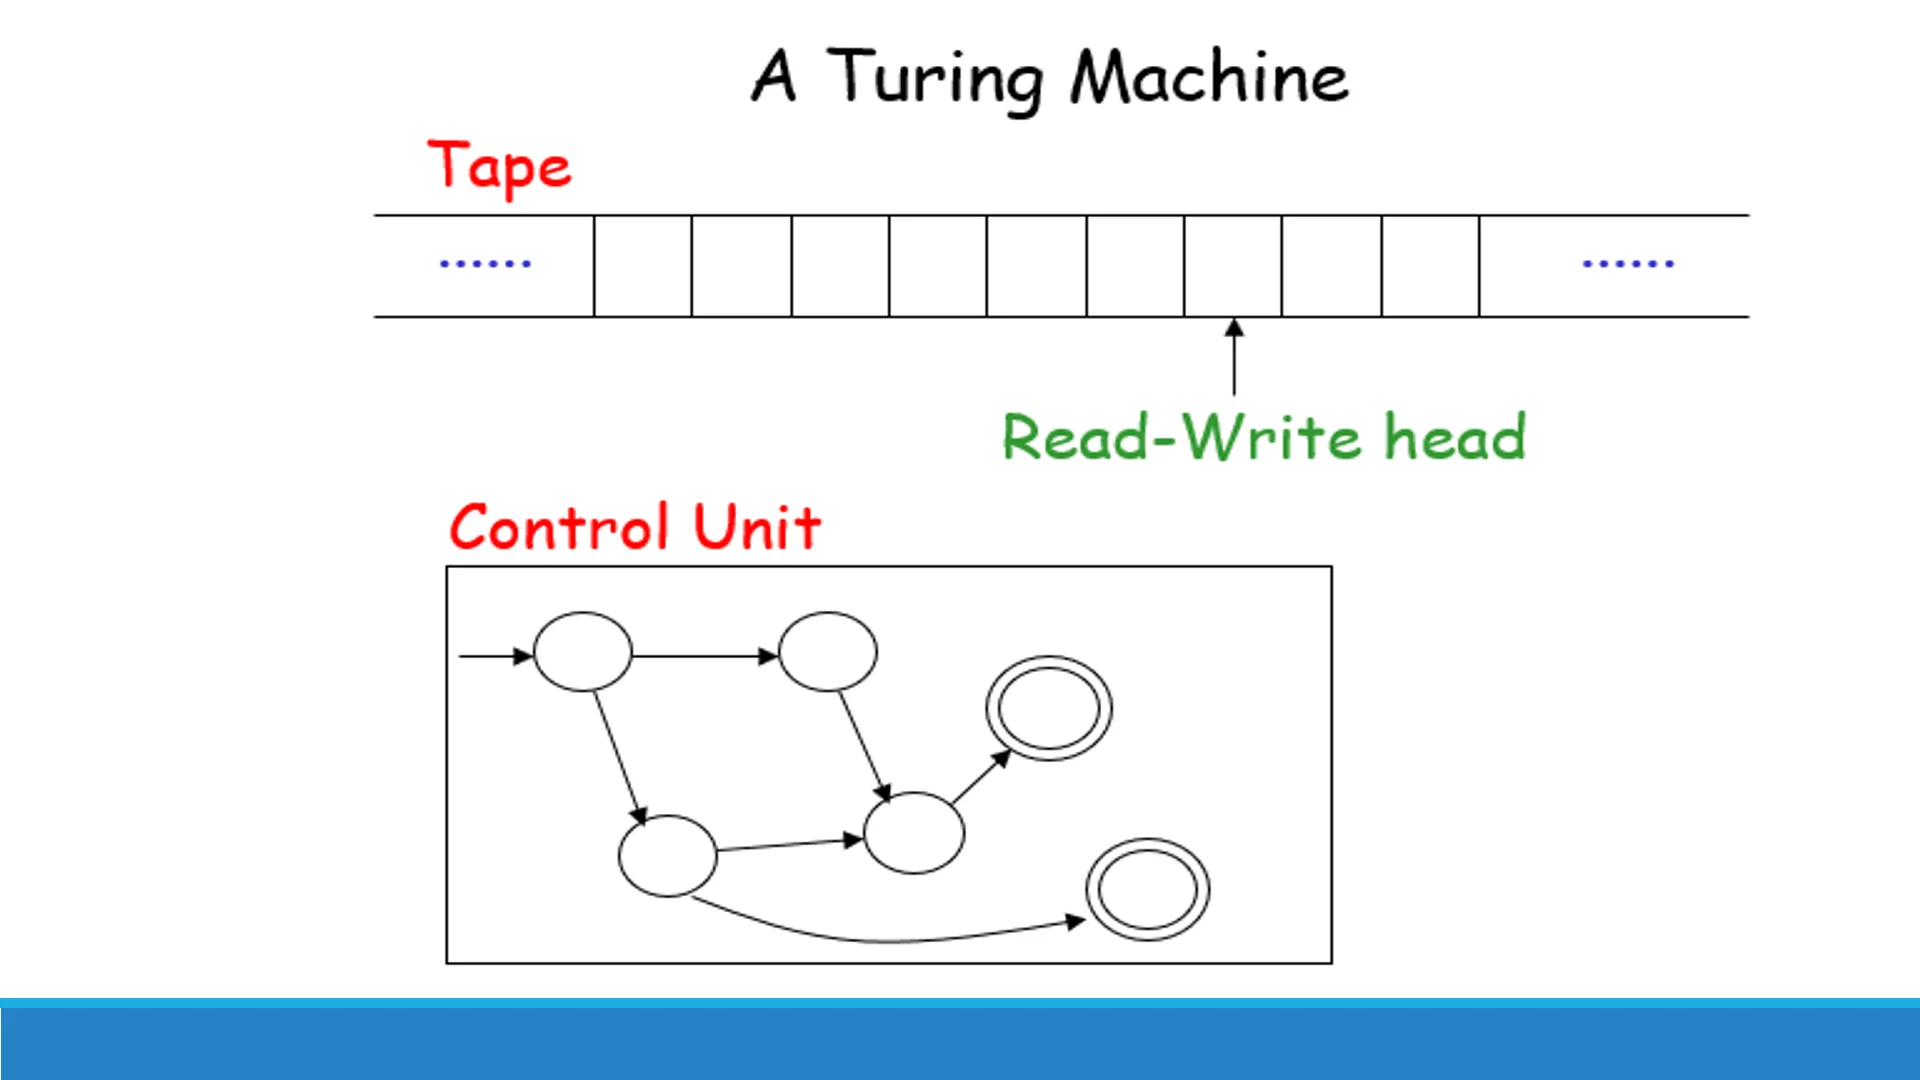 A Turing Machine
Tape
...... ......
Read-Write head
Control Unit